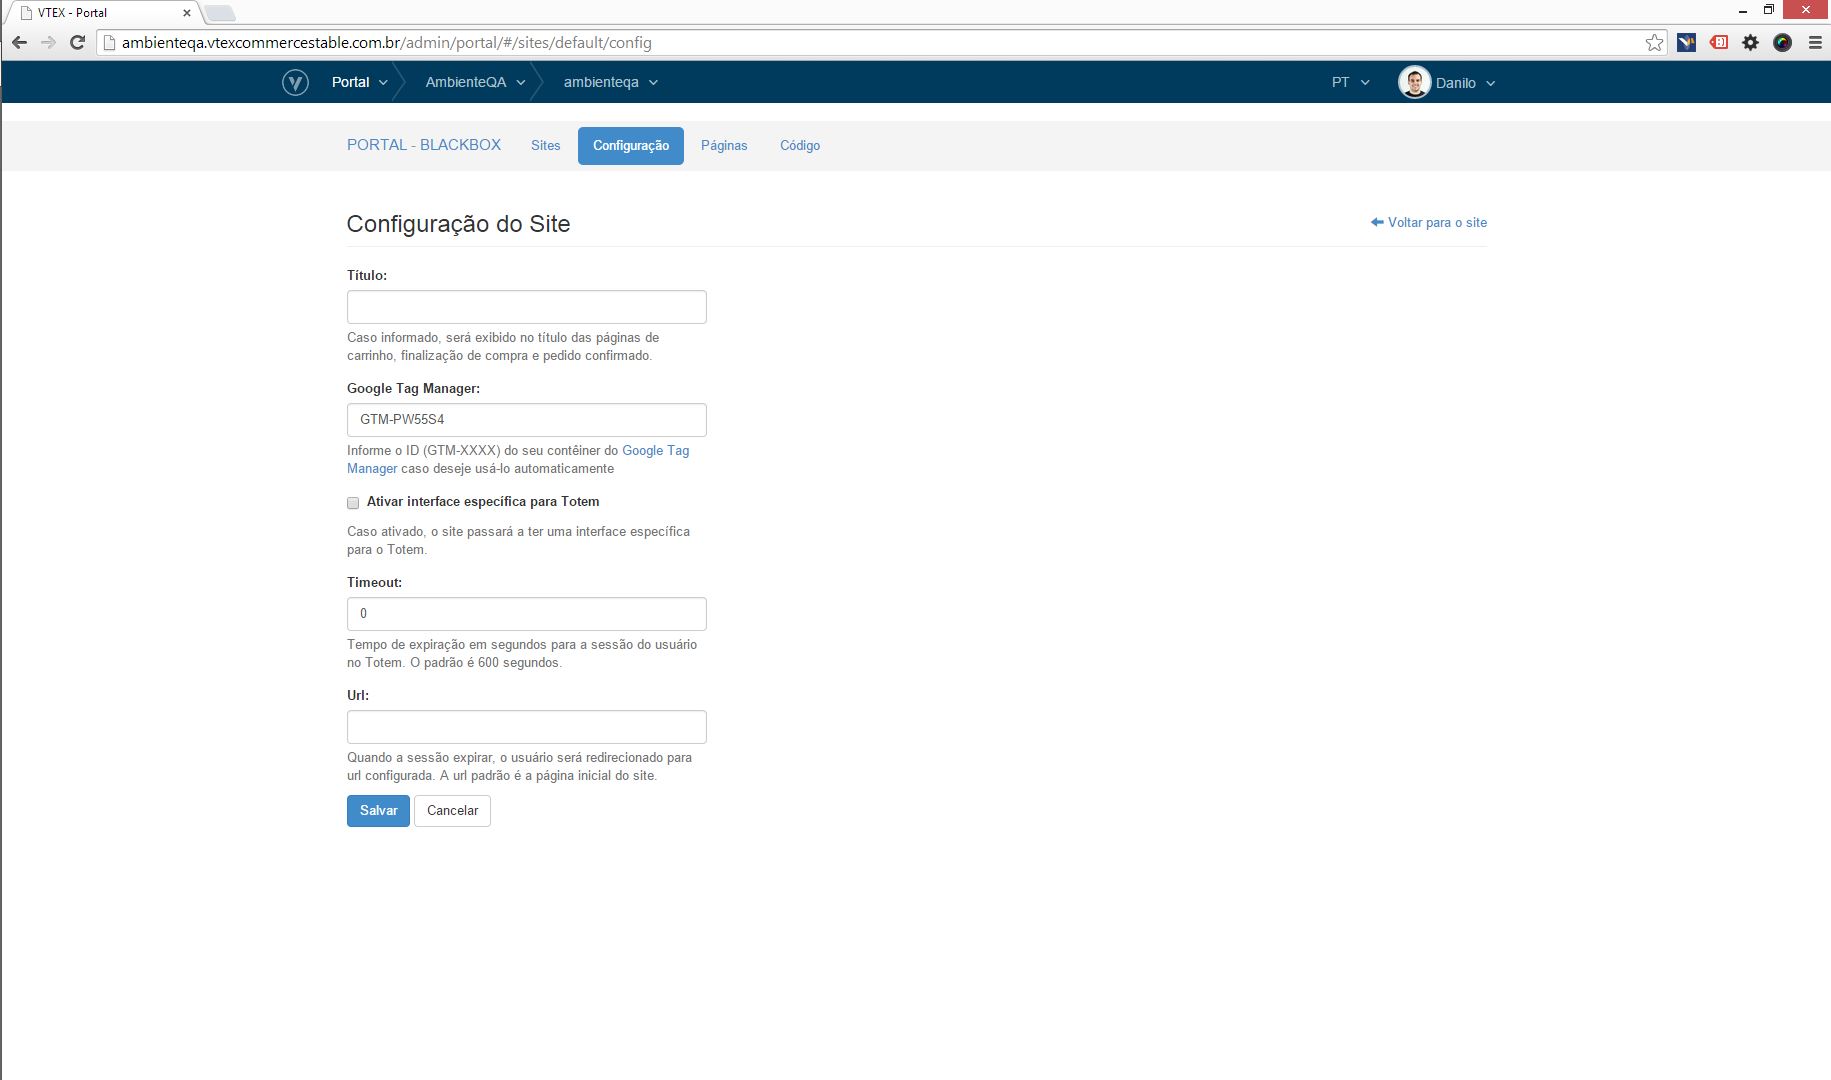 VTEX - Portal
ambienteqa.vtexcommercestable.com.br/admin/portal/#/sites/default/config
Portal AmbienteQA ambienteqa PT Danilo
PORTAL - BLACKBOX Sites Configuração Páginas Código
Configuração do Site Voltar para o site
Título:
Caso informado, será exibido no título das páginas de
carrinho, finalização de compra e pedido confirmado.
Google Tag Manager:
GTM-PW55S4
Informe o ID (GTM-XXXX) do seu contêiner do Google Tag
Manager caso deseje usá-lo automaticamente
Ativar interface específica para Totem
Caso ativado, o site passará a ter uma interface específica
para o Totem.
Timeout:
0
Tempo de expiração em segundos para a sessão do usuário
no Totem. O padrão é 600 segundos.
Url:
Quando a sessão expirar, o usuário será redirecionado para
url configurada. A url padrão é a página inicial do site.
Salvar Cancelar